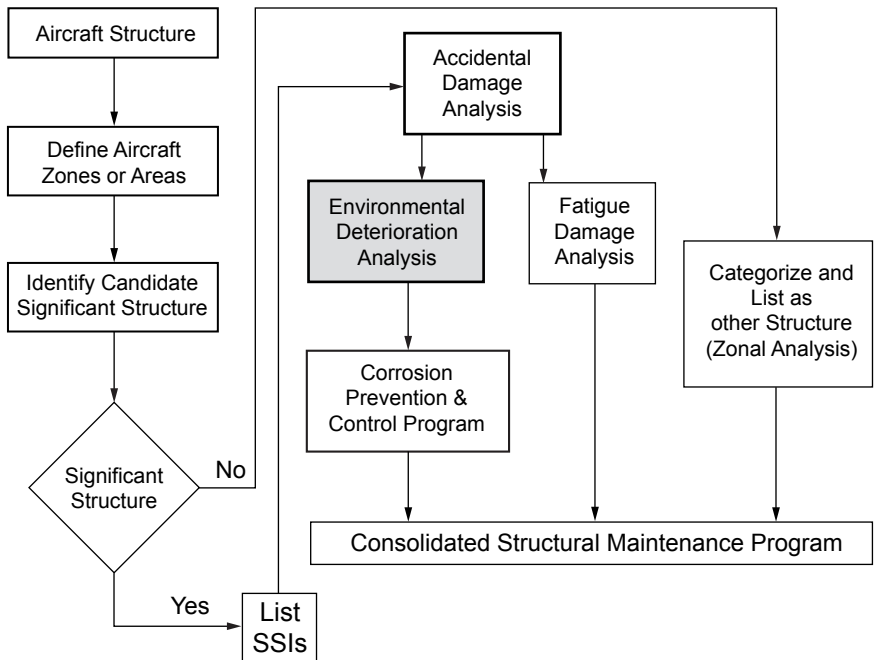 Aircraft Structure
Define Aircraft
Zones or Areas
Identify Candidate
Significant Structure
Significant
Structure
No
Yes
List
SSIs
Accidental
Damage
Analysis
Environmental
Deterioration
Analysis
Fatigue
Damage
Analysis
Corrosion
Prevention &
Control Program
Categorize and
List as
other Structure
(Zonal Analysis)
Consolidated Structural Maintenance Program